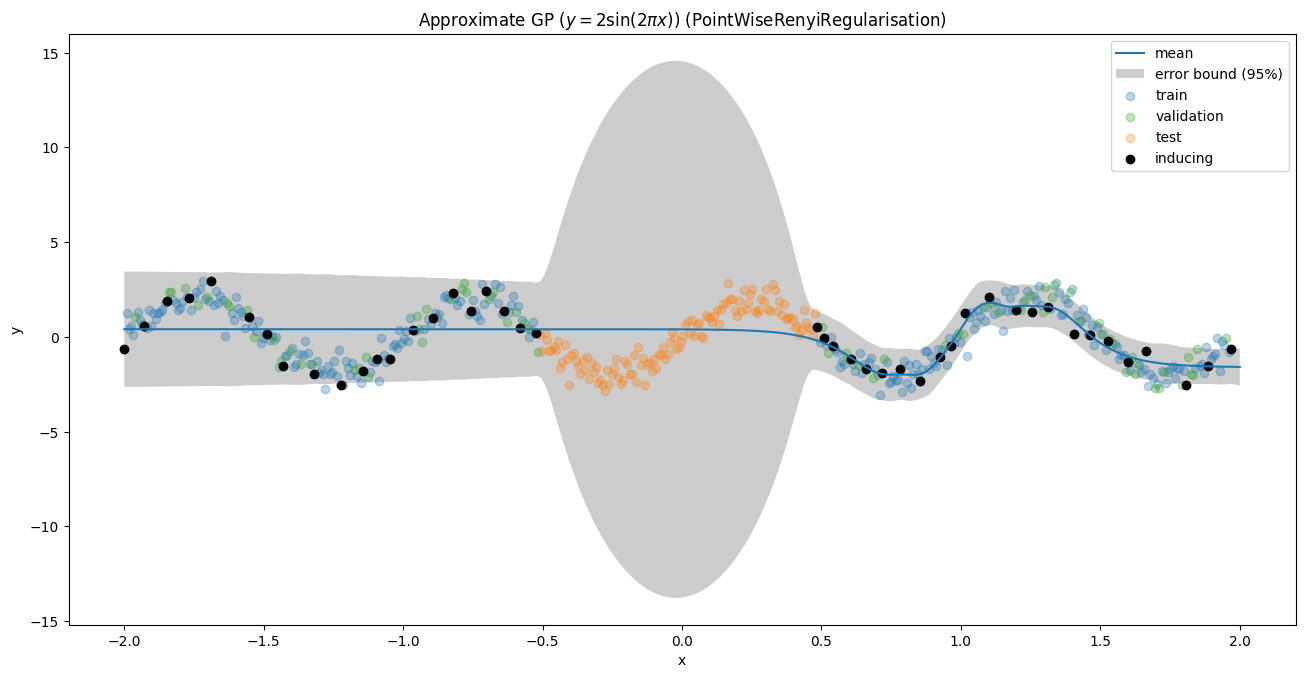 Approximate GP (y = 2sin(2πx)) (PointWiseRenyiRegularisation)
mean
error bound (95%)
train
validation
test
inducing
15
10
5
0
−5
−10
−15
y
−2.0 −1.5 −1.0 −0.5 0.0 0.5 1.0 1.5 2.0
x